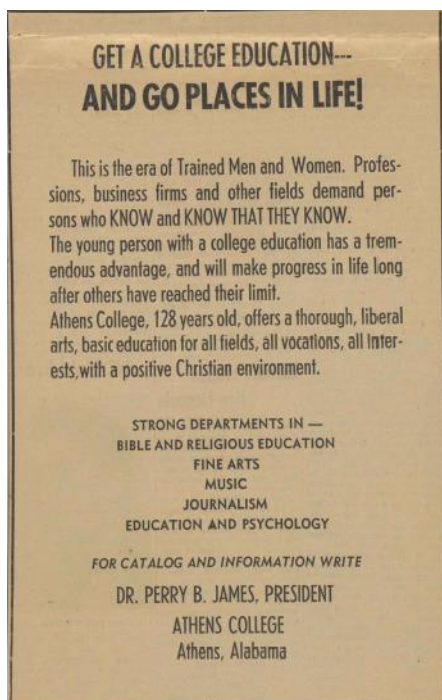 GET A COLLEGE EDUCATION---
AND GO PLACES IN LIFE!
This is the era of Trained Men and Women. Profes-
sions, business firms and other fields demand per-
sons who KNOW and KNOW THAT THEY KNOW.
The young person with a college education has a trem-
endous advantage, and will make progress in life long
after others have reached their limit.
Athens College, 128 years old, offers a thorough, liberal
arts, basic education for all fields, all vocations, all Inter-
ests, with a positive Christian environment.
STRONG DEPARTMENTS IN —
BIBLE AND RELIGIOUS EDUCATION
FINE ARTS
MUSIC
JOURNALISM
EDUCATION AND PSYCHOLOGY
FOR CATALOG AND INFORMATION WRITE
DR. PERRY B. JAMES, PRESIDENT
ATHENS COLLEGE
Athens, Alabama